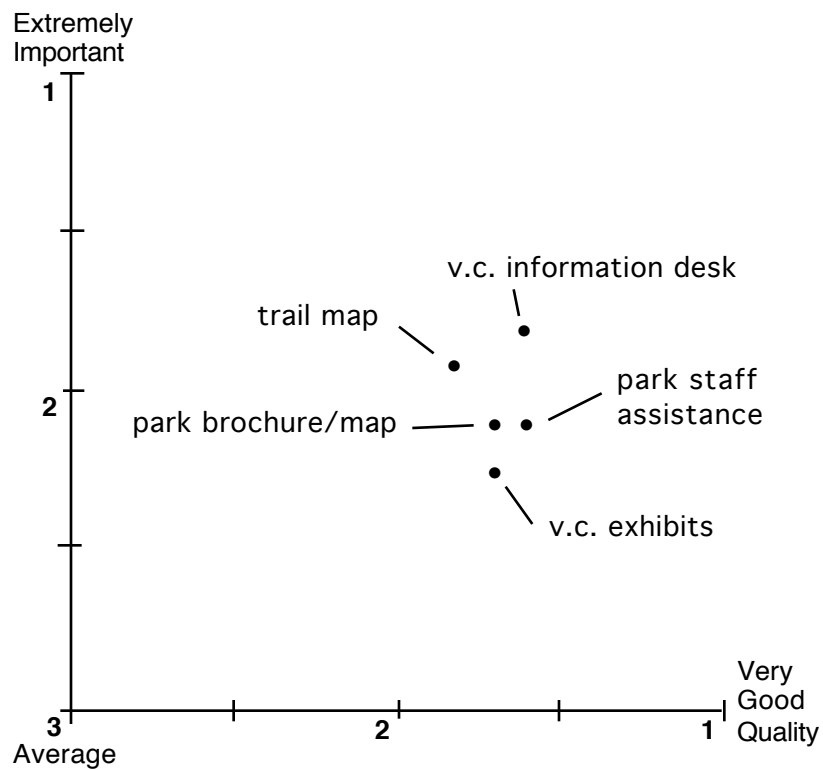 Extremely
Important
1
v.c. information desk
trail map
park staff
assistance
2
park brochure/map
v.c. exhibits
Very
Good
Quality
3
2
1
Average